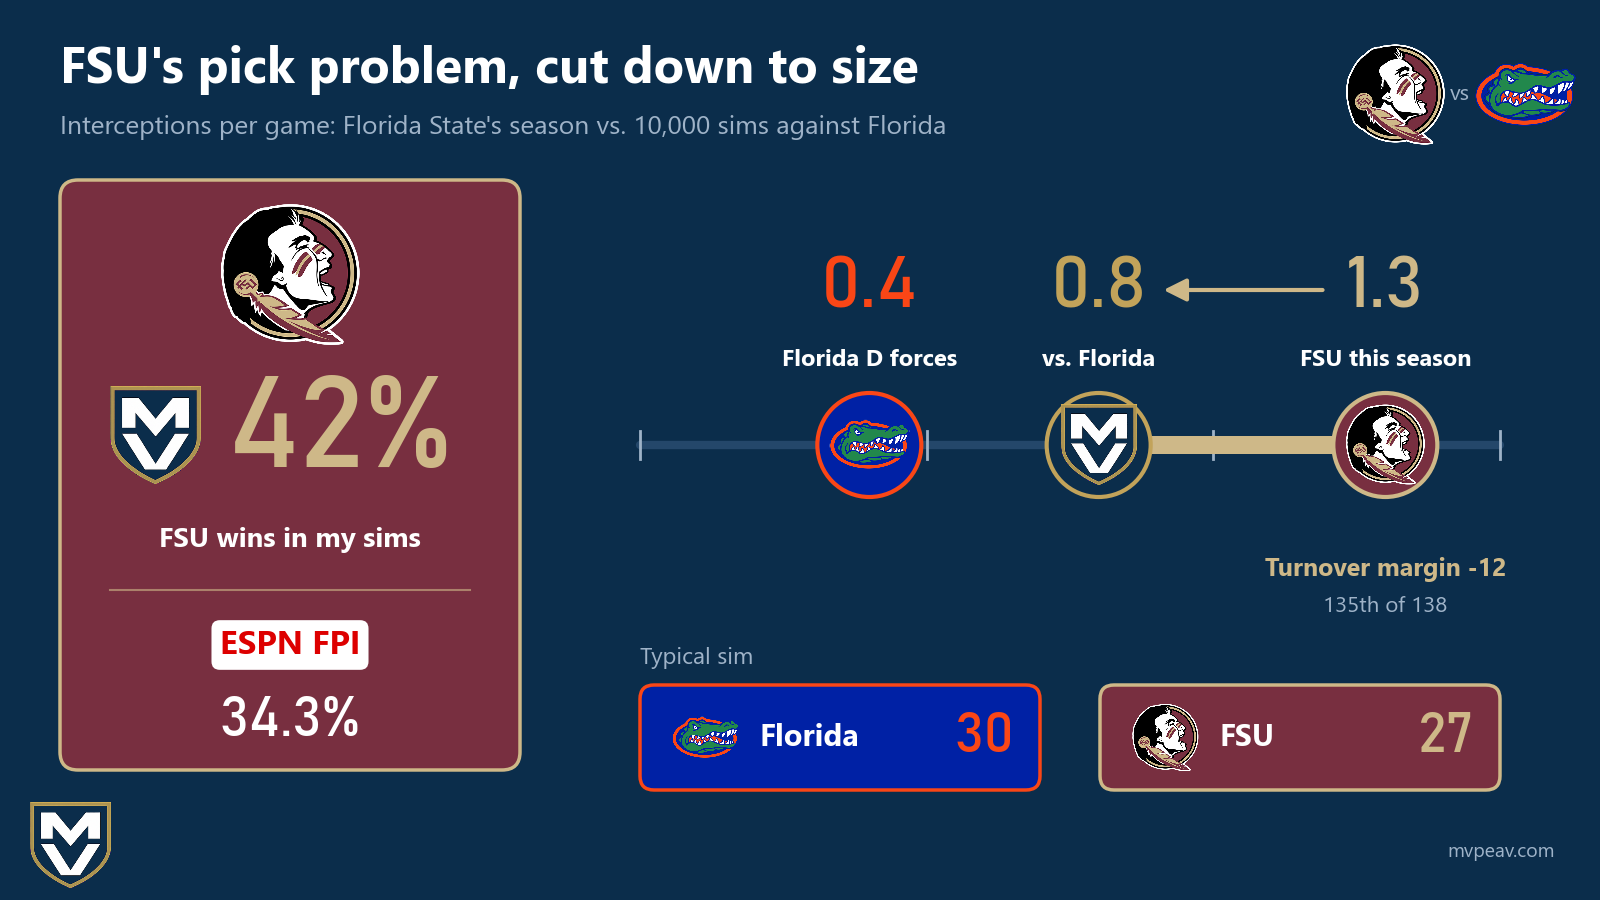 FSU's pick problem, cut down to size
Interceptions per game: Florida State's season vs. 10,000 sims against Florida
vs
42%
FSU wins in my sims
ESPN FPI
34.3%
0.4
0.8
1.3
Florida D forces
vs. Florida
FSU this season
MV
Turnover margin -12
135th of 138
Typical sim
Florida
30
FSU
27
MV
mvpeav.com